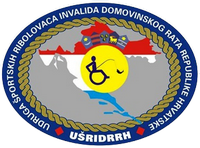 UDRUGA ŠPORTSKIH RIBOLOVACA INVALIDA DOMOVINSKOG RATA REPUBLIKE HRVATSKE
UŠRIDRRH